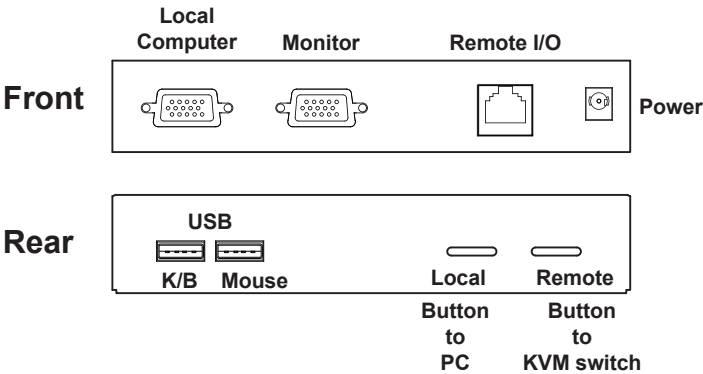 Local
Computer
Monitor
Remote I/O
Front
Power
Rear
USB
K/B Mouse
Local Remote
Button
to
PC
Button
to
KVM switch